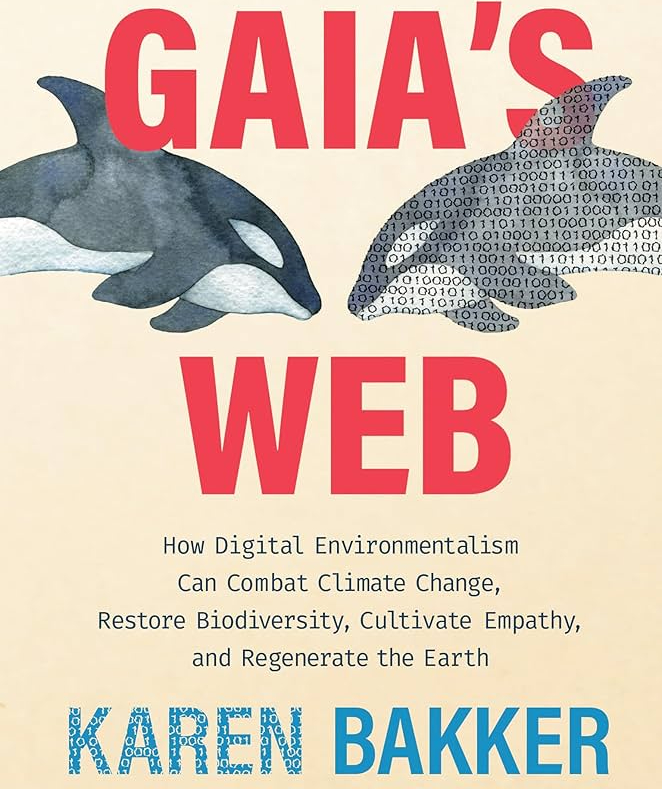 GAIA'S
WEB
How Digital Environmentalism
Can Combat Climate Change,
Restore Biodiversity, Cultivate Empathy,
and Regenerate the Earth
KAREN BAKKER